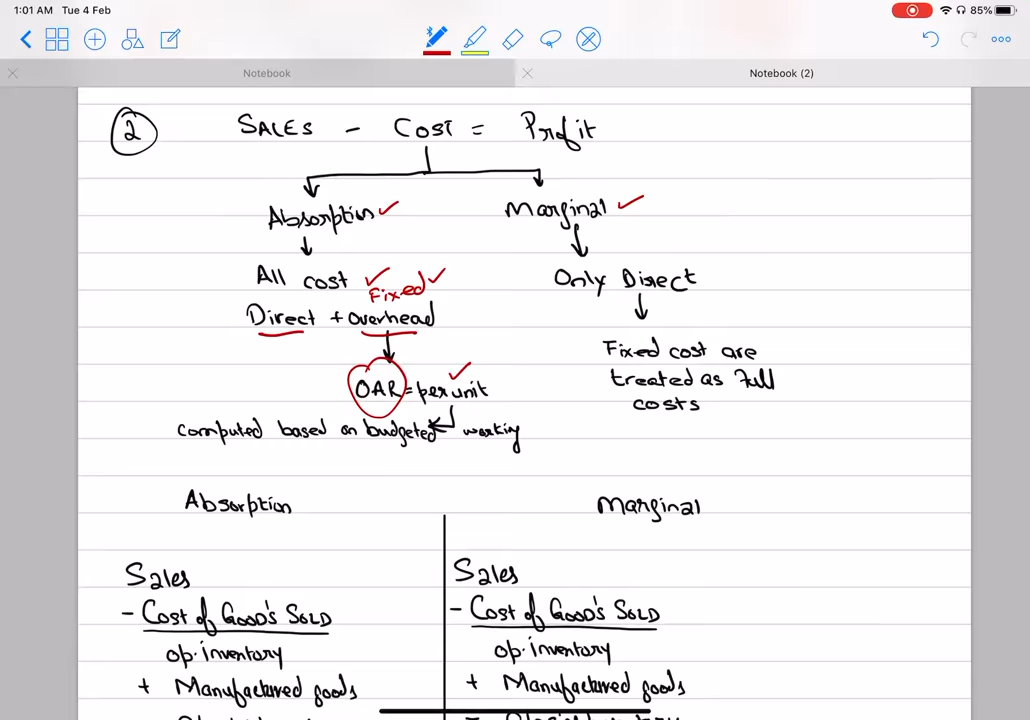 1:01 AM Tue 4 Feb
85%
Notebook
Notebook (2)
2 SALES - COST = Profit
Absorption
Marginal
All cost
Fixed
Only Direct
Direct + overhead
Fixed cost are
treated as Full
costs
OAR = per unit
computed based on budgeted working
Absorption
Marginal
Sales
- Cost of Good's SOLD
op. inventory
+ Manufactured goods
Sales
- Cost of Good's SOLD
op. inventory
+ Manufactured goods